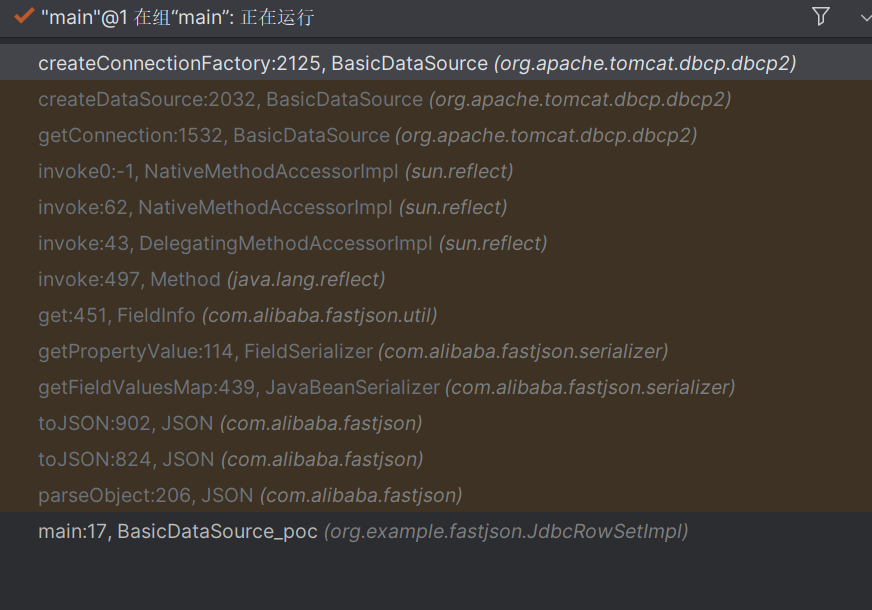 "main"@1 在组“main”: 正在运行
createConnectionFactory:2125, BasicDataSource (org.apache.tomcat.dbcp.dbcp2)
createDataSource:2032, BasicDataSource (org.apache.tomcat.dbcp.dbcp2)
getConnection:1532, BasicDataSource (org.apache.tomcat.dbcp.dbcp2)
invoke0:-1, NativeMethodAccessorImpl (sun.reflect)
invoke:62, NativeMethodAccessorImpl (sun.reflect)
invoke:43, DelegatingMethodAccessorImpl (sun.reflect)
invoke:497, Method (java.lang.reflect)
get:451, FieldInfo (com.alibaba.fastjson.util)
getPropertyValue:114, FieldSerializer (com.alibaba.fastjson.serializer)
getFieldValuesMap:439, JavaBeanSerializer (com.alibaba.fastjson.serializer)
toJSON:902, JSON (com.alibaba.fastjson)
toJSON:824, JSON (com.alibaba.fastjson)
parseObject:206, JSON (com.alibaba.fastjson)
main:17, BasicDataSource_poc (org.example.fastjson.JdbcRowSetImpl)